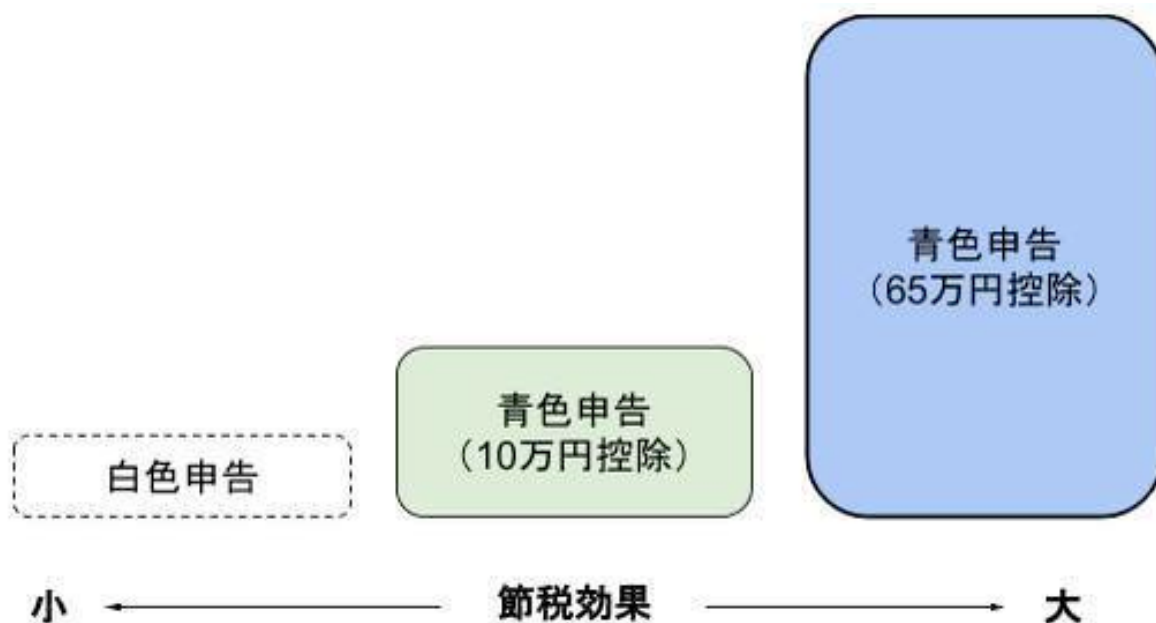 青色申告
（65万円控除）
青色申告
（10万円控除）
白色申告
小 節税効果 大